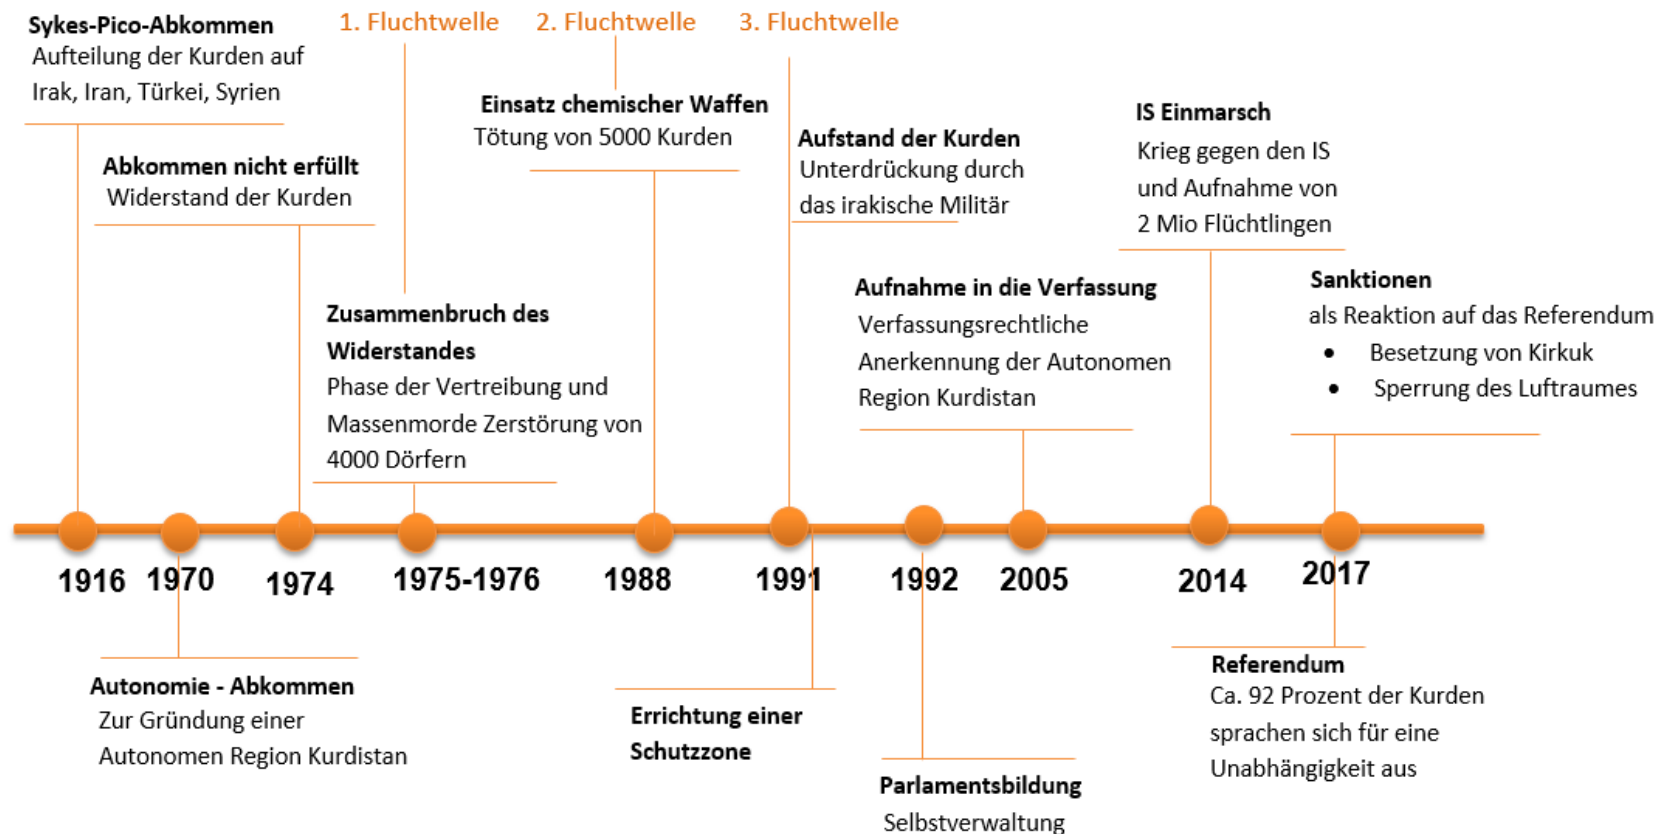 Sykes-Pico-Abkommen
Aufteilung der Kurden auf
Irak, Iran, Türkei, Syrien
1. Fluchtwelle
2. Fluchtwelle
3. Fluchtwelle
Abkommen nicht erfüllt
Widerstand der Kurden
Zusammenbruch des
Widerstandes
Phase der Vertreibung und
Massenmorde Zerstörung von
4000 Dörfern
Einsatz chemischer Waffen
Tötung von 5000 Kurden
Aufstand der Kurden
Unterdrückung durch
das irakische Militär
Aufnahme in die Verfassung
Verfassungsrechtliche
Anerkennung der Autonomen
Region Kurdistan
IS Einmarsch
Krieg gegen den IS
und Aufnahme von
2 Mio Flüchtlingen
Sanktionen
als Reaktion auf das Referendum
• Besetzung von Kirkuk
• Sperrung des Luftraumes
1916
1970
1974
1975-1976
1988
1991
1992
2005
2014
2017
Autonomie - Abkommen
Zur Gründung einer
Autonomen Region Kurdistan
Errichtung einer
Schutzzone
Parlamentsbildung
Selbstverwaltung
Referendum
Ca. 92 Prozent der Kurden
sprachen sich für eine
Unabhängigkeit aus